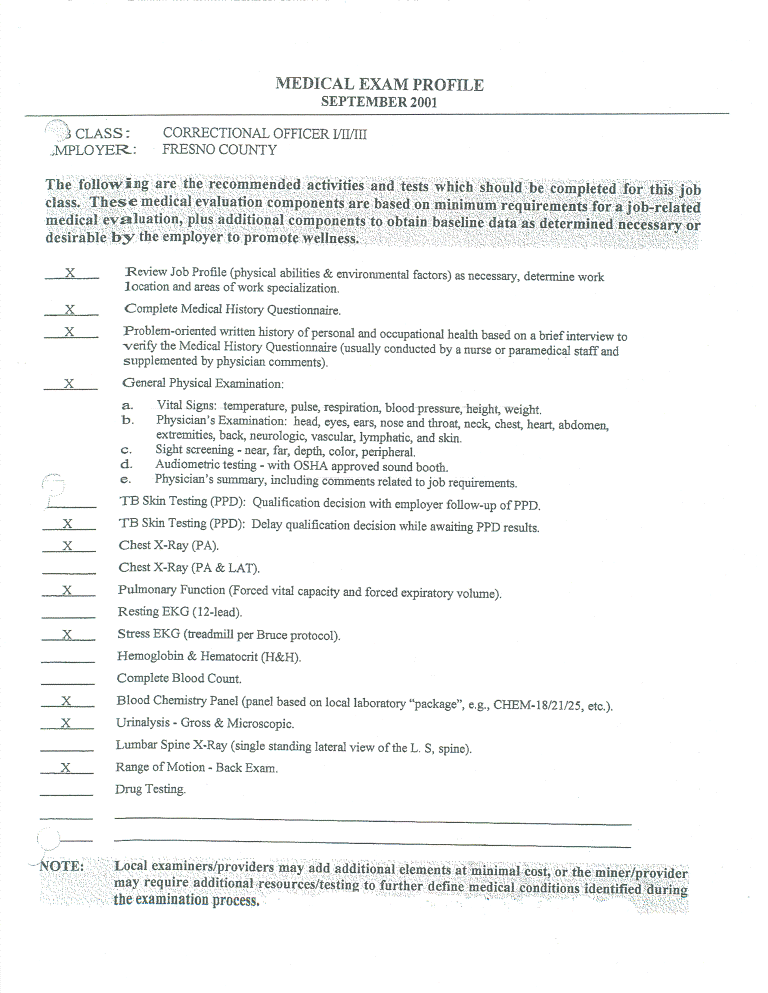 MEDICAL EXAM PROFILE
SEPTEMBER 2001
B CLASS: CORRECTIONAL OFFICER I/II/III
MPLOYER: FRESNO COUNTY
The following are the recommended activities and tests which should be completed for this job
class. These medical evaluation components are based on minimum requirements for a job-related
medical evaluation, plus additional components to obtain baseline data as determined necessary or
desirable by the employer to promote wellness.
X Review Job Profile (physical abilities & environmental factors) as necessary, determine work
location and areas of work specialization.
X Complete Medical History Questionnaire.
X Problem-oriented written history of personal and occupational health based on a brief interview to
verify the Medical History Questionnaire (usually conducted by a nurse or paramedical staff and
supplemented by physician comments).
X General Physical Examination:
a. Vital Signs: temperature, pulse, respiration, blood pressure, height, weight.
b. Physician's Examination: head, eyes, ears, nose and throat, neck, chest, heart, abdomen,
extremities, back, neurologic, vascular, lymphatic, and skin.
c. Sight screening - near, far, depth, color, peripheral.
d. Audiometric testing - with OSHA approved sound booth.
e. Physician's summary, including comments related to job requirements.
TB Skin Testing (PPD): Qualification decision with employer follow-up of PPD.
X TB Skin Testing (PPD): Delay qualification decision while awaiting PPD results.
X Chest X-Ray (PA).
Chest X-Ray (PA & LAT).
X Pulmonary Function (Forced vital capacity and forced expiratory volume).
Resting EKG (12-lead).
X Stress EKG (treadmill per Bruce protocol).
Hemoglobin & Hematocrit (H&H).
Complete Blood Count.
X Blood Chemistry Panel (panel based on local laboratory "package", e.g., CHEM-18/21/25, etc.).
X Urinalysis - Gross & Microscopic.
Lumbar Spine X-Ray (single standing lateral view of the L. S, spine).
X Range of Motion - Back Exam.
Drug Testing.
NOTE: Local examiners/providers may add additional elements at minimal cost, or the miner/provider
may require additional resources/testing to further define medical conditions identified during
the examination process.